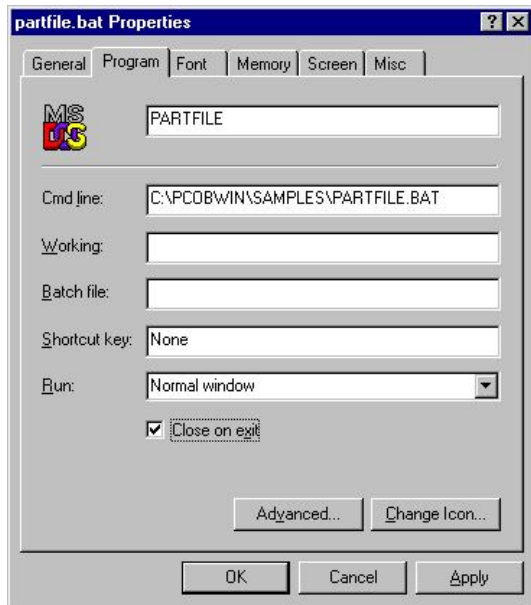 partfile.bat Properties
General Program Font Memory Screen Misc
MS DOS PARTFILE
Cmd line: C:\PCOBWIN\SAMPLES\PARTFILE.BAT
Working:
Batch file:
Shortcut key: None
Run: Normal window
Close on exit
Advanced... Change Icon...
OK Cancel Apply